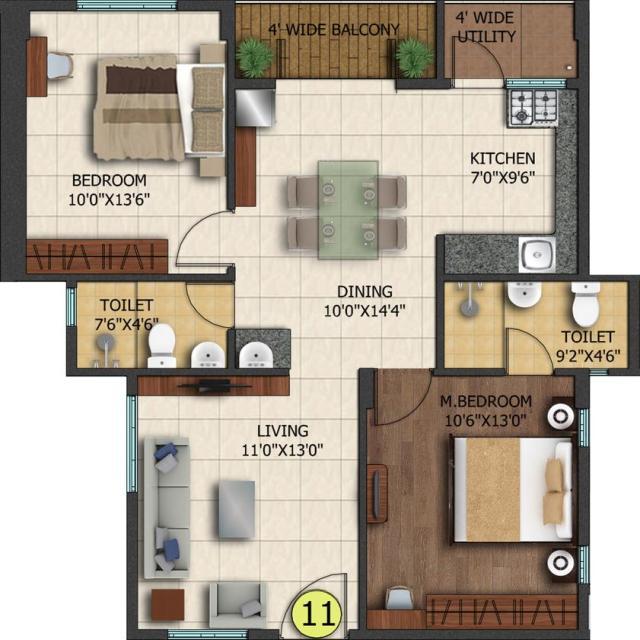 4' WIDE BALCONY
4' WIDE
UTILITY
KITCHEN
7'0"X9'6"
BEDROOM
10'0"X13'6"
DINING
10'0"X14'4"
TOILET
7'6"X4'6"
TOILET
9'2"X4'6"
M.BEDROOM
10'6"X13'0"
LIVING
11'0"X13'0"
11